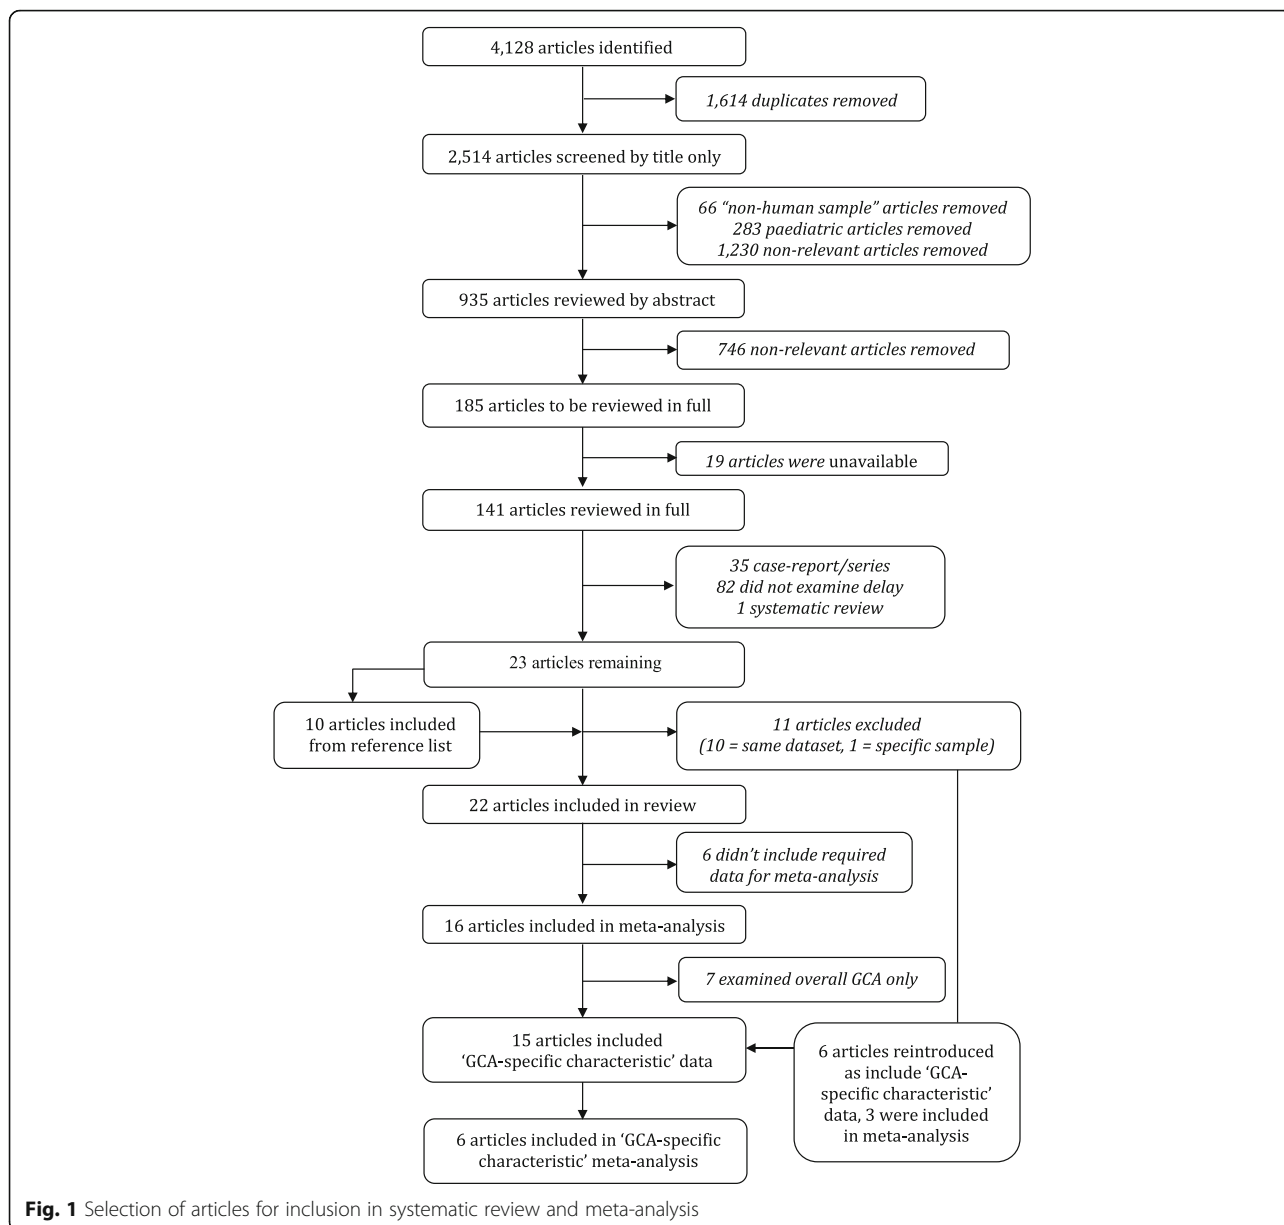 4,128 articles identified
1,614 duplicates removed
2,514 articles screened by title only
66 “non-human sample” articles removed
283 paediatric articles removed
1,230 non-relevant articles removed
935 articles reviewed by abstract
746 non-relevant articles removed
185 articles to be reviewed in full
19 articles were unavailable
141 articles reviewed in full
35 case-report/series
82 did not examine delay
1 systematic review
23 articles remaining
10 articles included
from reference list
11 articles excluded
(10 = same dataset, 1 = specific sample)
22 articles included in review
6 didn’t include required
data for meta-analysis
16 articles included in meta-analysis
7 examined overall GCA only
15 articles included
‘GCA-specific characteristic’ data
6 articles reintroduced
as include ‘GCA-
specific characteristic’
data, 3 were included
in meta-analysis
6 articles included in ‘GCA-specific
characteristic’ meta-analysis
Fig. 1 Selection of articles for inclusion in systematic review and meta-analysis